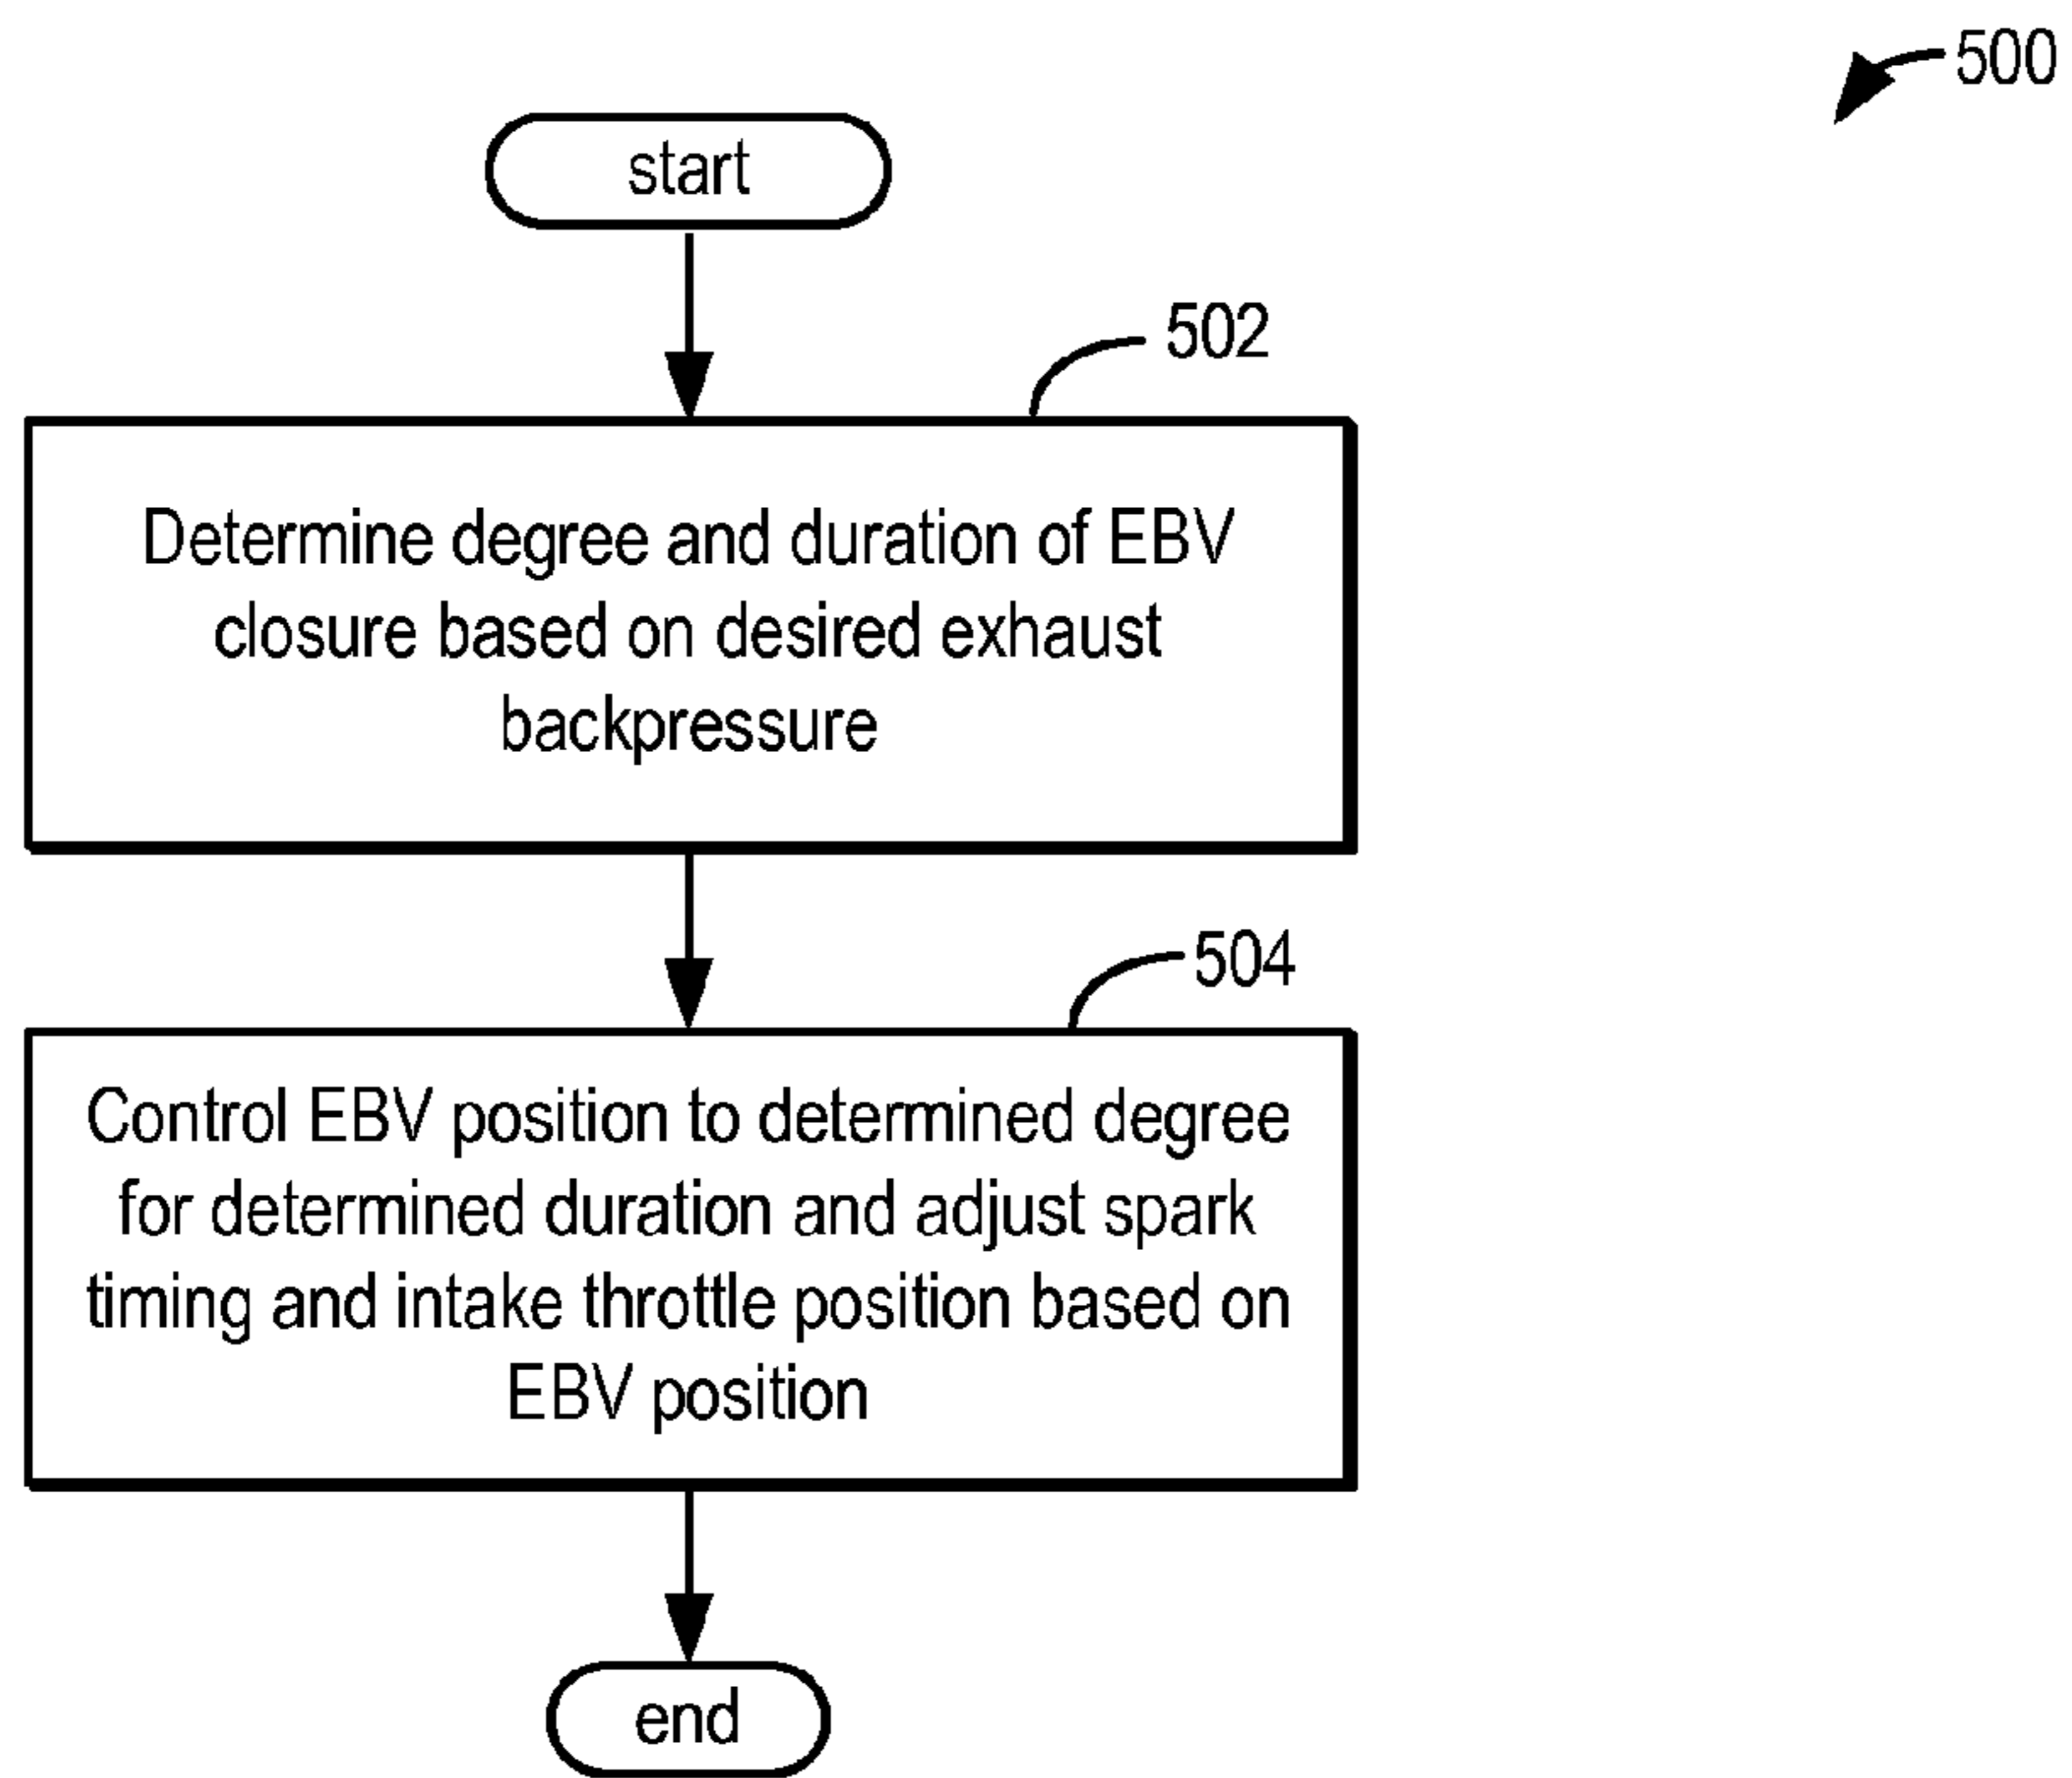 500
start
502
Determine degree and duration of EBV
closure based on desired exhaust
backpressure
504
Control EBV position to determined degree
for determined duration and adjust spark
timing and intake throttle position based on
EBV position
end